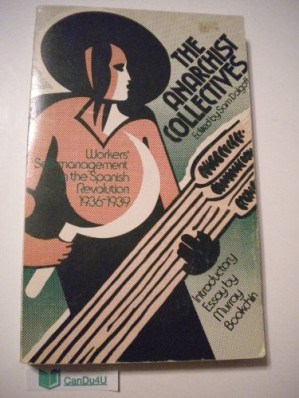 THE
ANARCHIST
COLLECTIVES
Edited by Sam Dolgoff
Workers'
Self-management
in the Spanish
Revolution
1936-1939
Introductory
Essay by
Murray
Bookchin
CanDu4U